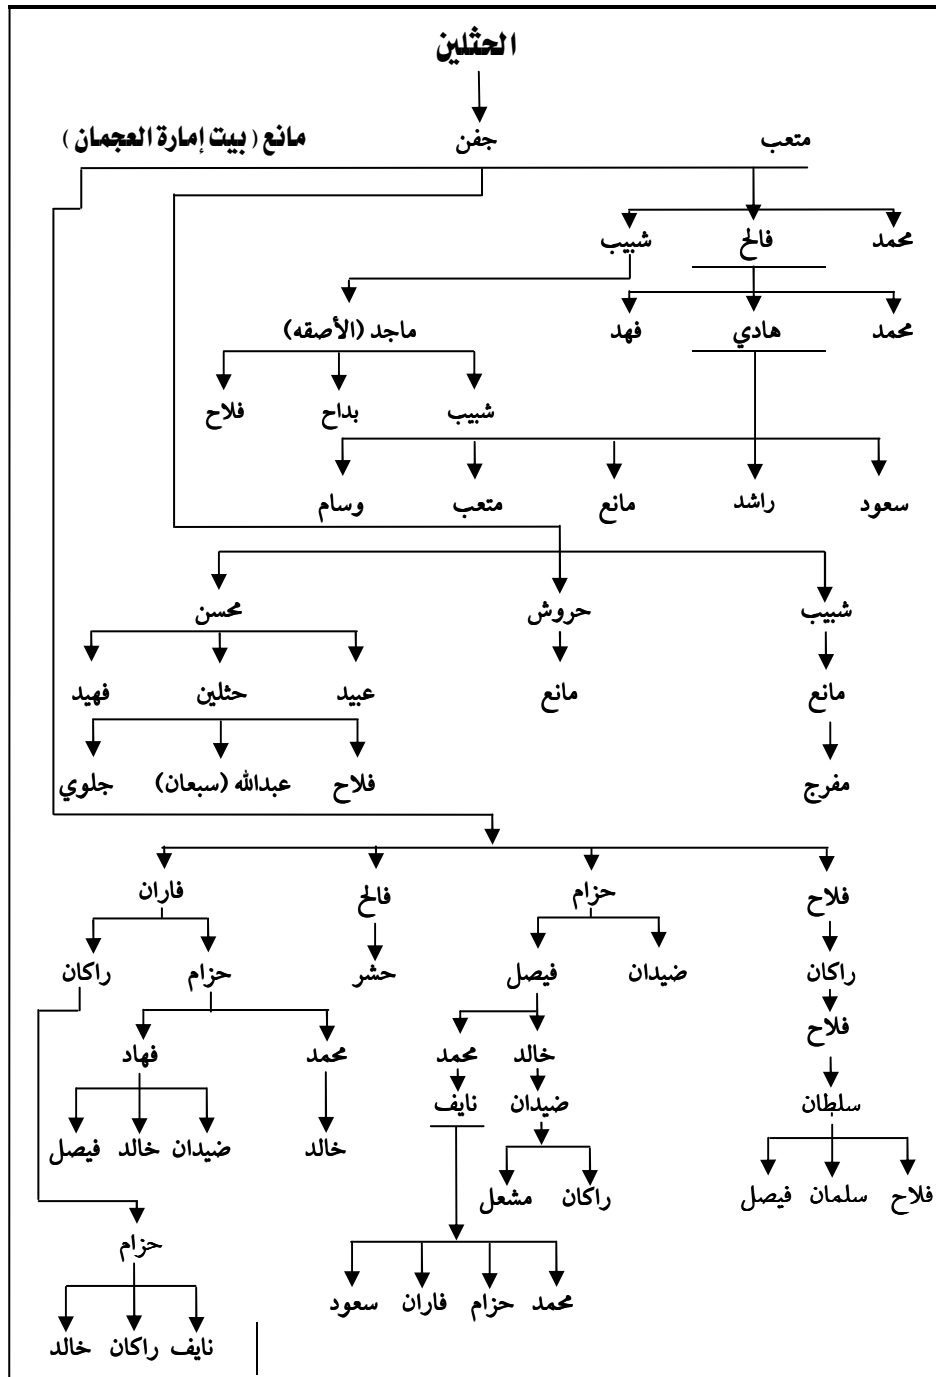 الحثلين
متعب جفن مانع ( بيت إمارة العجمان )
محمد فالح شبيب
محمد هادي فهد ماجد (الأصقه)
شبيب بداح فلاح
سعود راشد مانع متعب وسام
شبيب حروش محسن
مانع مانع عبيد حثلين فهيد
مفرج فلاح عبدالله (سبعان) جلوي
فلاح حزام فالح فاران
راكان ضيدان فيصل حشر حزام راكان
فلاح
خالد محمد محمد فهاد
سلطان ضيدان نايف
خالد ضيدان خالد فيصل
فلاح سلمان فيصل راكان مشعل
حزام
محمد حزام فاران سعود
نايف راكان خالد